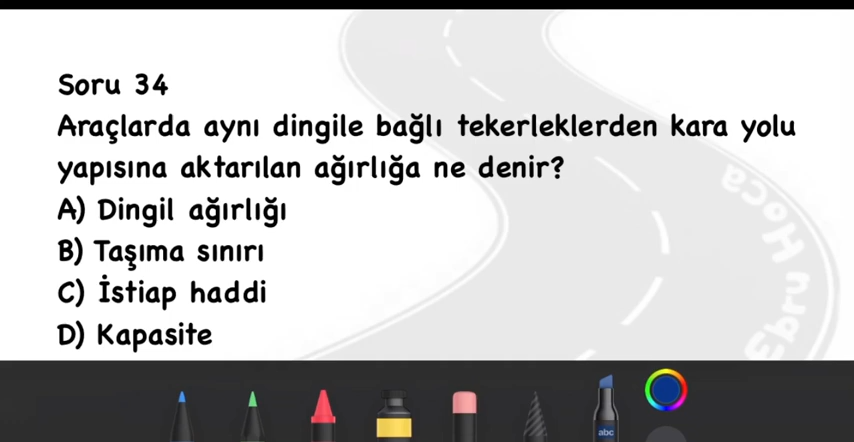 Soru 34
Araçlarda aynı dingile bağlı tekerleklerden kara yolu
yapısına aktarılan ağırlığa ne denir?
A) Dingil ağırlığı
B) Taşıma sınırı
C) İstiap haddi
D) Kapasite
Ebru Hoca
abc